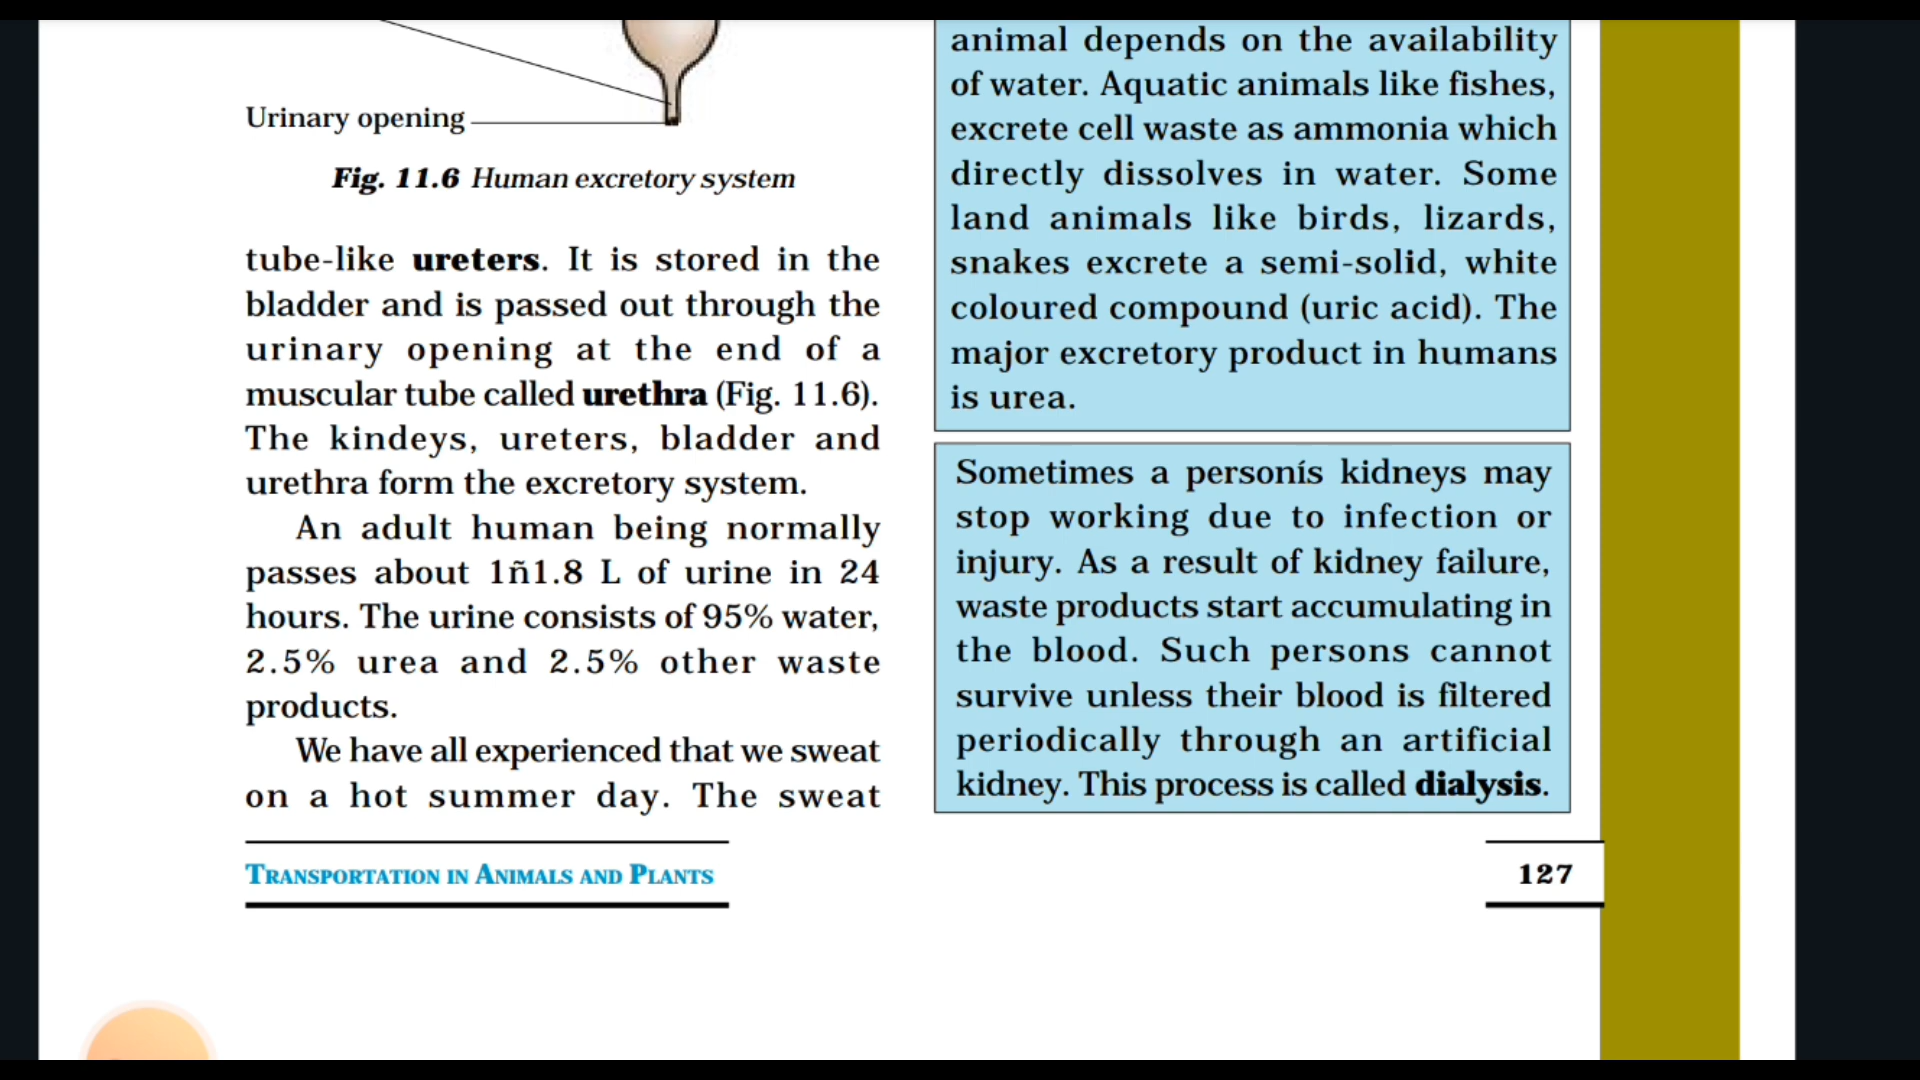 Urinary opening
Fig. 11.6 Human excretory system
tube-like ureters. It is stored in the
bladder and is passed out through the
urinary opening at the end of a
muscular tube called urethra (Fig. 11.6).
The kindeys, ureters, bladder and
urethra form the excretory system.
An adult human being normally
passes about 1ñ1.8 L of urine in 24
hours. The urine consists of 95% water,
2.5% urea and 2.5% other waste
products.
We have all experienced that we sweat
on a hot summer day. The sweat
animal depends on the availability
of water. Aquatic animals like fishes,
excrete cell waste as ammonia which
directly dissolves in water. Some
land animals like birds, lizards,
snakes excrete a semi-solid, white
coloured compound (uric acid). The
major excretory product in humans
is urea.
Sometimes a personís kidneys may
stop working due to infection or
injury. As a result of kidney failure,
waste products start accumulating in
the blood. Such persons cannot
survive unless their blood is filtered
periodically through an artificial
kidney. This process is called dialysis.
TRANSPORTATION IN ANIMALS AND PLANTS
127